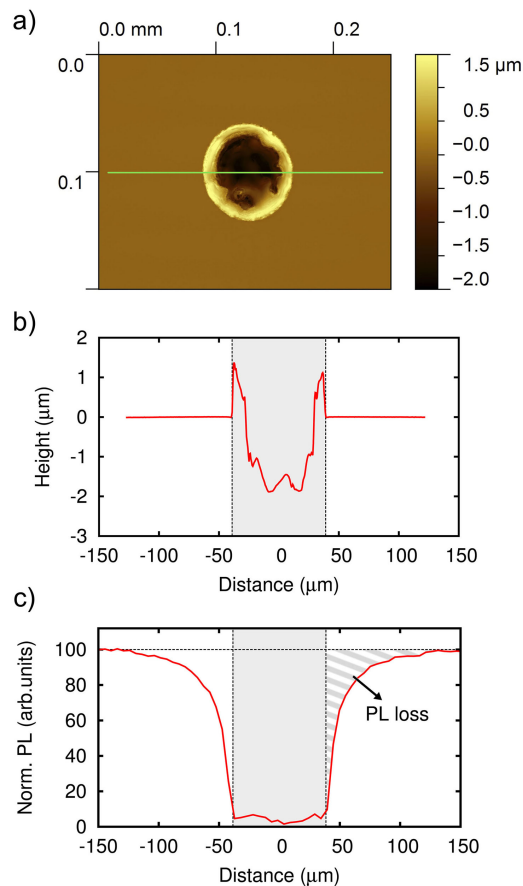 a)
0.0 mm 0.1 0.2
0.0
0.1
1.5 μm
−0.0
−0.5
−1.0
−1.5
−2.0
b)
Height (μm)
2
1
0
-1
-2
-3
-150 -100 -50 0 50 100 150
Distance (μm)
c)
Norm. PL (arb.units)
100
80
60
40
20
0
PL loss
-150 -100 -50 0 50 100 150
Distance (μm)